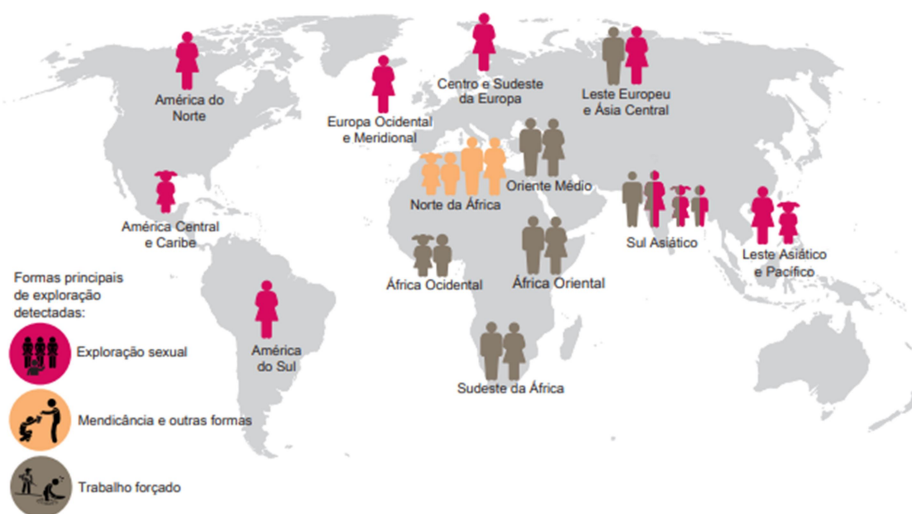 América do
Norte
Europa Ocidental
e Meridional
Centro e Sudeste
da Europa
Leste Europeu
e Ásia Central
América Central
e Caribe
Norte da África
Oriente Médio
Sul Asiático
Leste Asiático
e Pacífico
África Ocidental
África Oriental
América
do Sul
Sudeste da África
Formas principais
de exploração
detectadas:
Exploração sexual
Mendicância e outras formas
Trabalho forçado